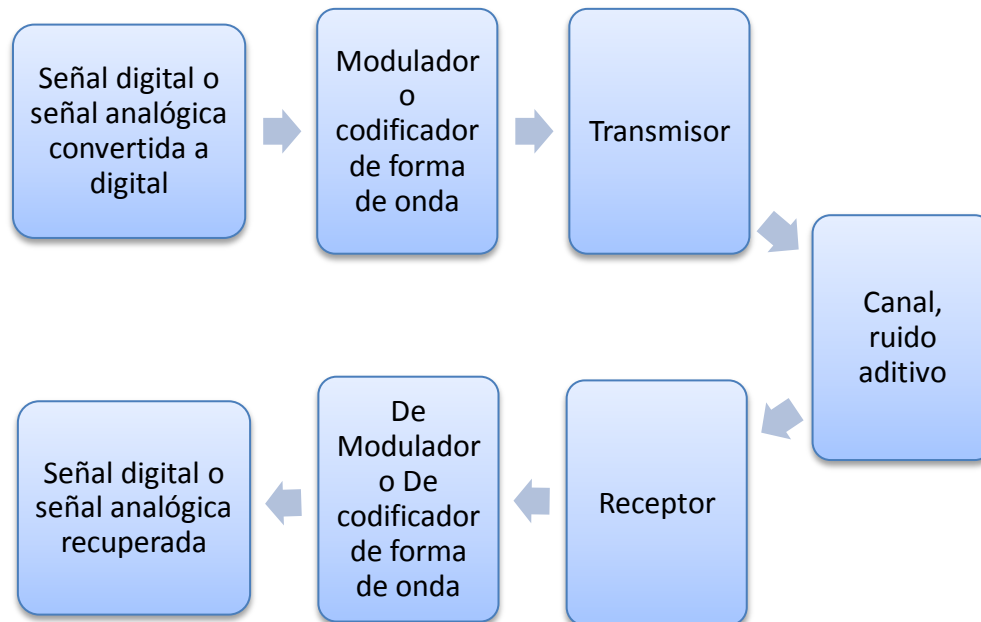 Señal digital o
señal analógica
convertida a
digital
Modulador
o
codificador
de forma
de onda
Transmisor
Canal,
ruido
aditivo
Receptor
De
Modulador
o De
codificador
de forma
de onda
Señal digital o
señal analógica
recuperada